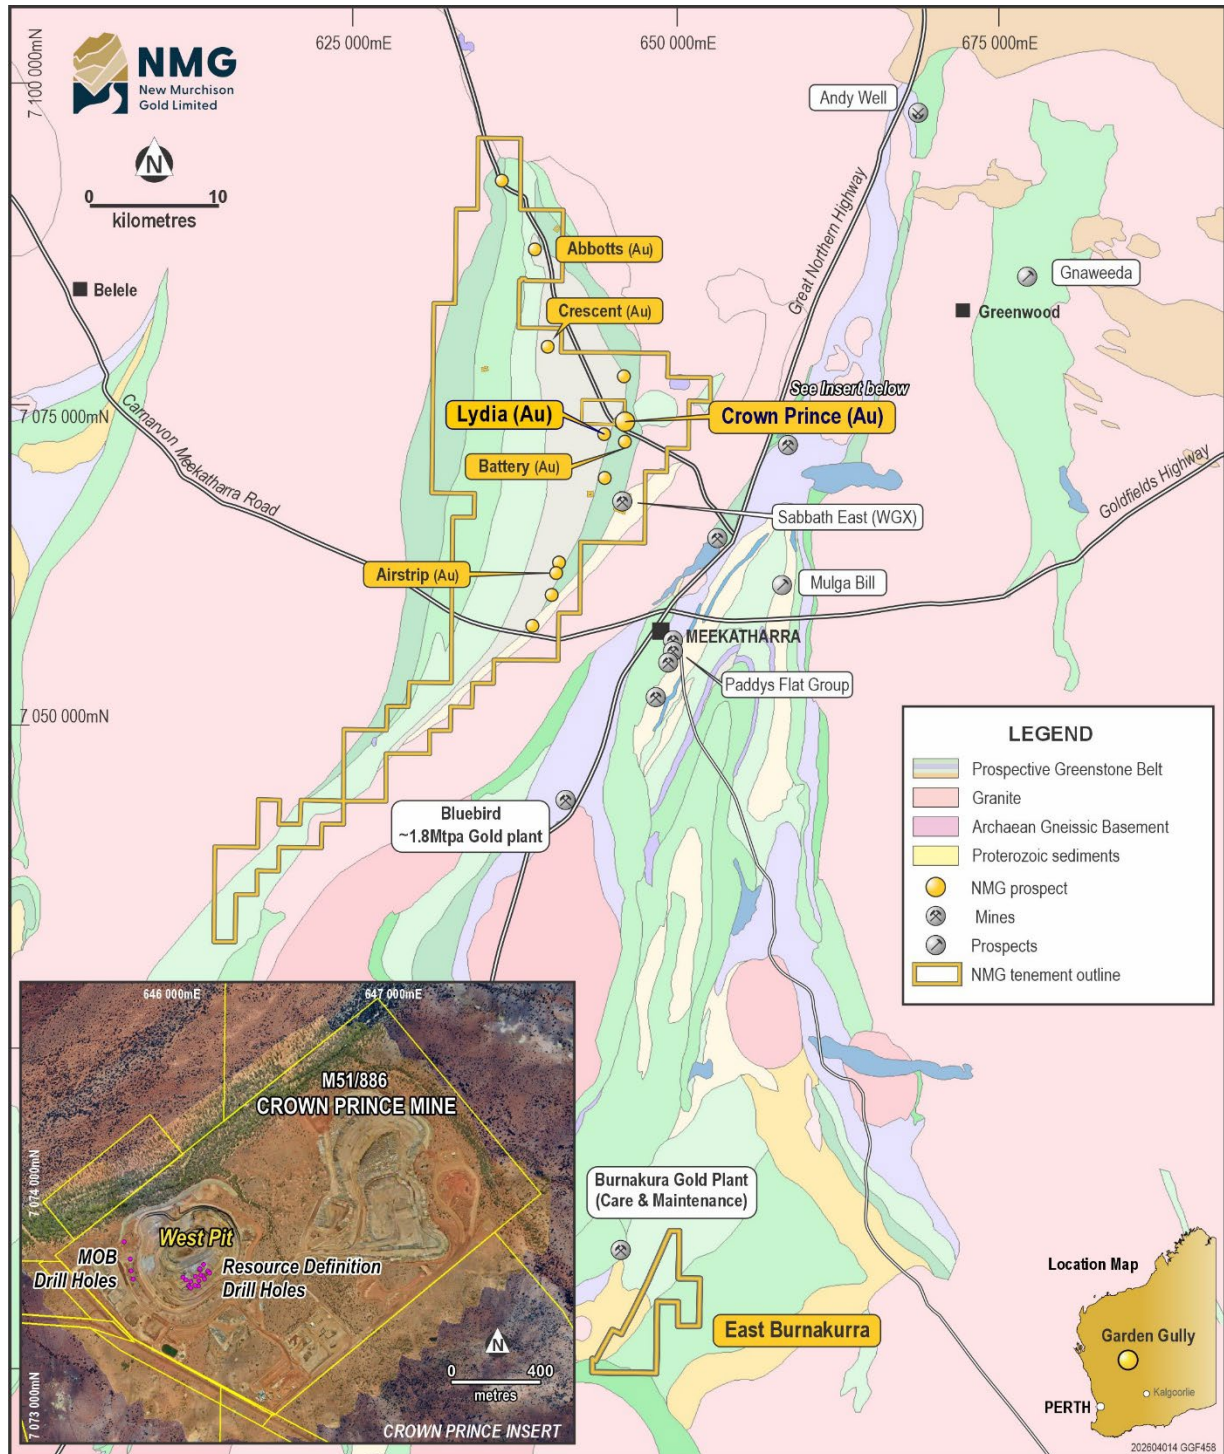 625 000mE
650 000mE
675 000mE
7 100 000mN
NMG
New Murchison
Gold Limited
N
0 10
kilometres
Andy Well
Great Northern Highway
Abbotts (Au)
Gnaweeda
Belele
Crescent (Au)
Greenwood
See Insert below
7 075 000mN
Lydia (Au)
Crown Prince (Au)
Carnarvon Meekatharra Road
Battery (Au)
Goldfields Highway
Sabbath East (WGX)
Airstrip (Au)
Mulga Bill
MEEKATHARRA
Paddys Flat Group
7 050 000mN
LEGEND
Prospective Greenstone Belt
Granite
Archaean Gneissic Basement
Proterozoic sediments
NMG prospect
Mines
Prospects
NMG tenement outline
Bluebird
~1.8Mtpa Gold plant
646 000mE
647 000mE
M51/886
CROWN PRINCE MINE
7 074 000mN
West Pit
MOB
Drill Holes
Resource Definition
Drill Holes
N
0 400
metres
7 073 000mN
CROWN PRINCE INSERT
Burnakura Gold Plant
(Care & Maintenance)
East Burnakurra
Location Map
Garden Gully
Kalgoorlie
PERTH
202604014 GGF456